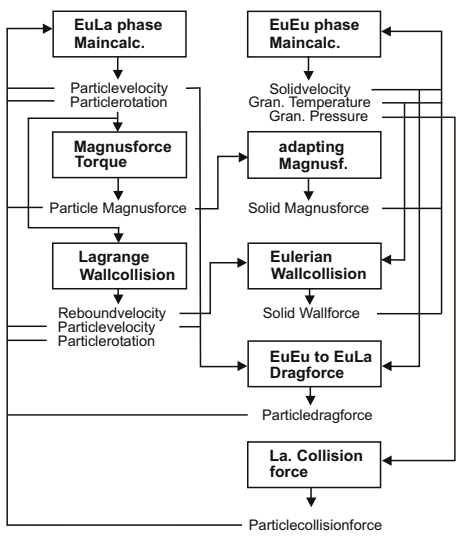 EuLa phase
Maincalc.
Particlevelocity
Particlerotation
Magnusforce
Torque
Particle Magnusforce
Lagrange
Wallcollision
Reboundvelocity
Particlevelocity
Particlerotation
EuEu phase
Maincalc.
Solidvelocity
Gran. Temperature
Gran. Pressure
adapting
Magnusf.
Solid Magnusforce
Eulerian
Wallcollision
Solid Wallforce
EuEu to EuLa
Dragforce
Particledragforce
La. Collision
force
Particlecollisionforce